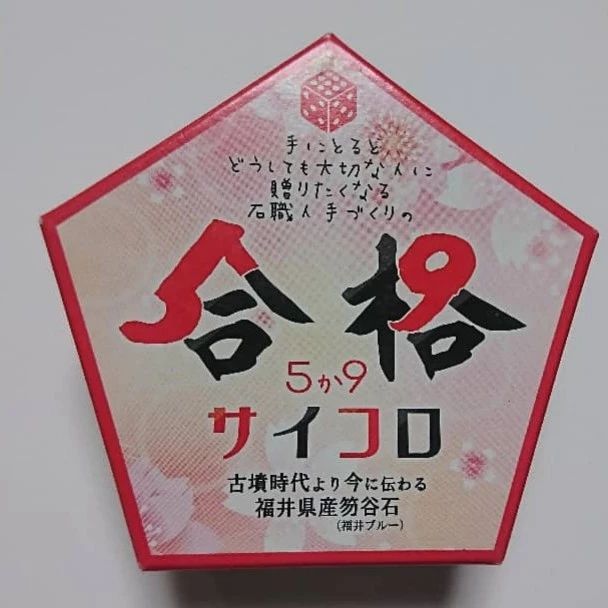 手にとると
どうしても大切な人に
贈りたくなる
石職人手づくりの
合格
5か9
サイコロ
古墳時代より今に伝わる
福井県産笏谷石
(福井ブルー)